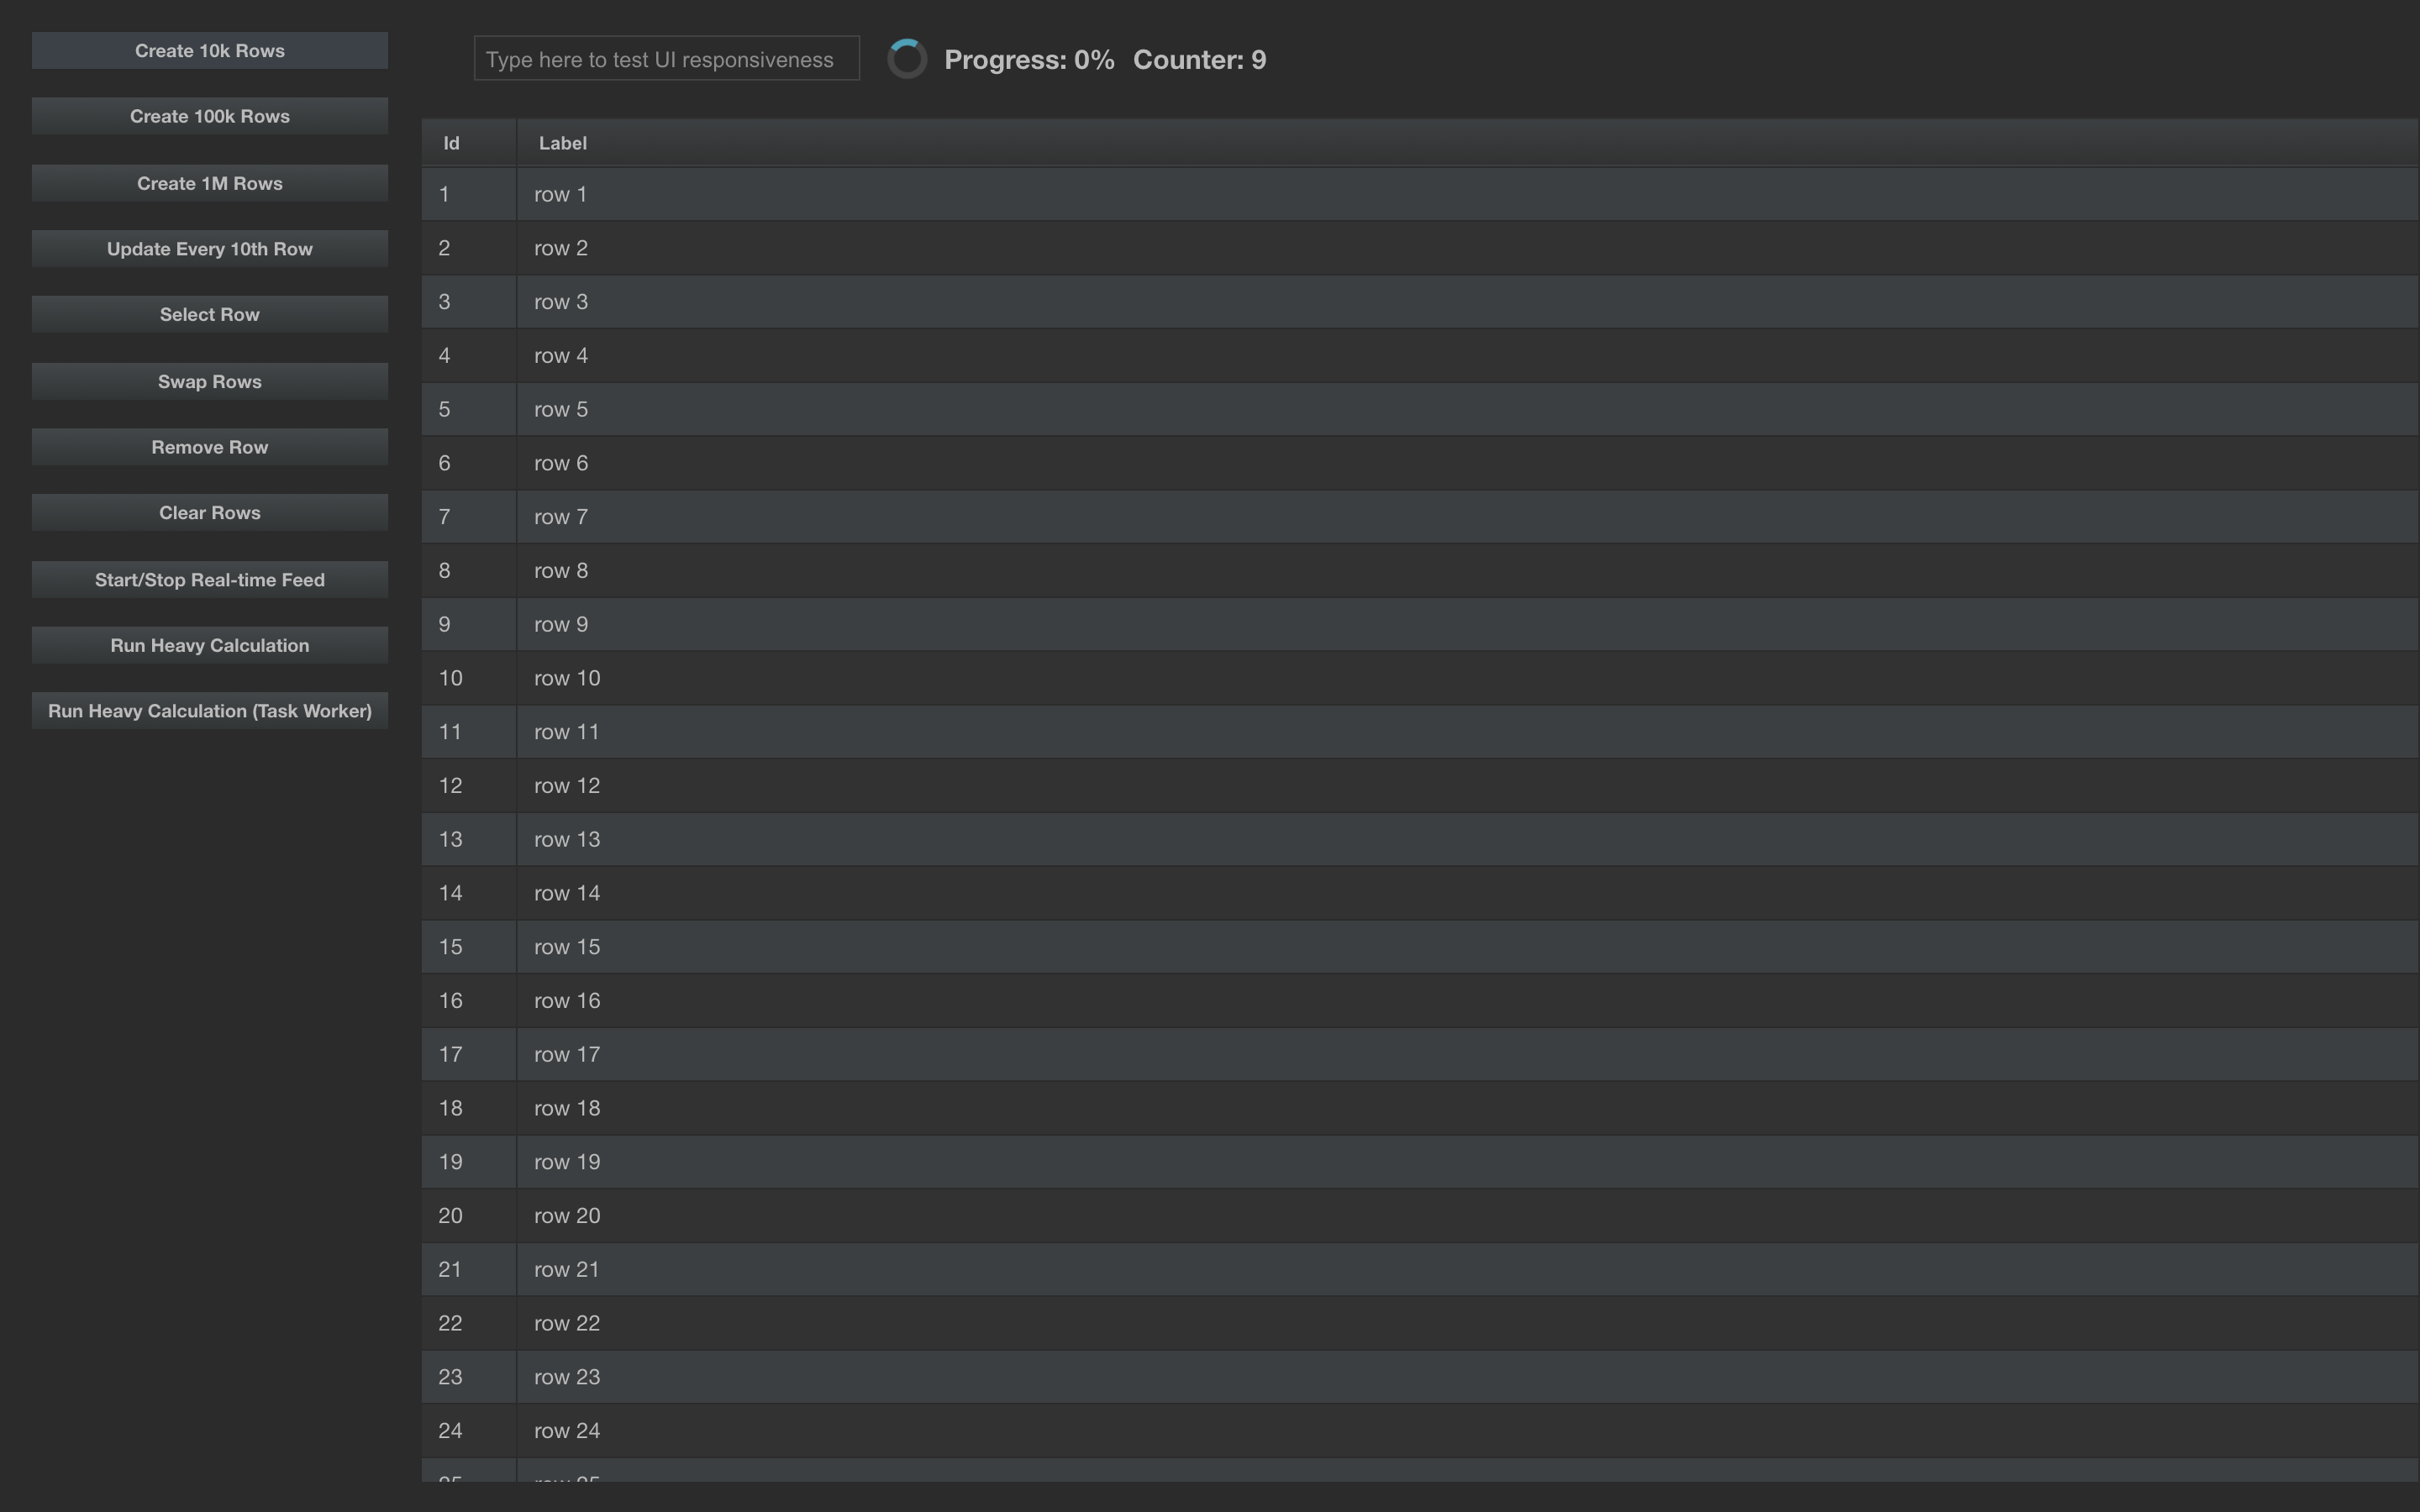 Create 10k Rows
Create 100k Rows
Create 1M Rows
Update Every 10th Row
Select Row
Swap Rows
Remove Row
Clear Rows
Start/Stop Real-time Feed
Run Heavy Calculation
Run Heavy Calculation (Task Worker)
Type here to test UI responsiveness Progress: 0% Counter: 9
Id Label
1 row 1
2 row 2
3 row 3
4 row 4
5 row 5
6 row 6
7 row 7
8 row 8
9 row 9
10 row 10
11 row 11
12 row 12
13 row 13
14 row 14
15 row 15
16 row 16
17 row 17
18 row 18
19 row 19
20 row 20
21 row 21
22 row 22
23 row 23
24 row 24
25 row 25